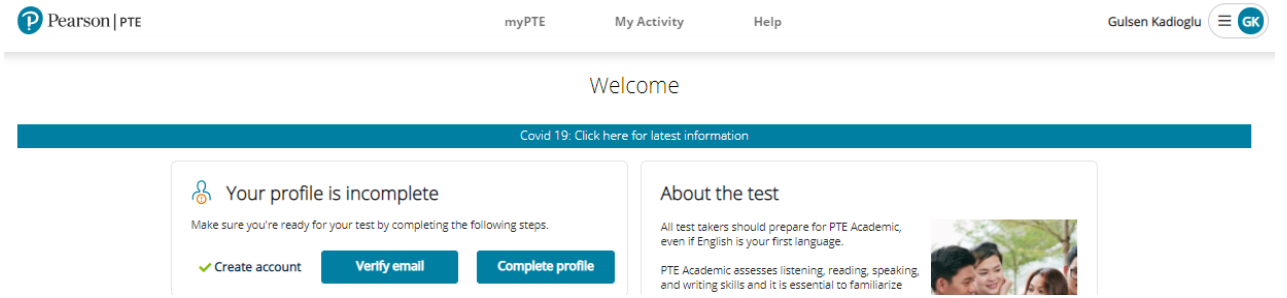 Pearson | PTE
myPTE My Activity Help
Gulsen Kadioglu GK
Welcome
Covid 19: Click here for latest information
Your profile is incomplete
Make sure you're ready for your test by completing the following steps.
Create account Verify email Complete profile
About the test
All test takers should prepare for PTE Academic,
even if English is your first language.
PTE Academic assesses listening, reading, speaking,
and writing skills and it is essential to familiarize